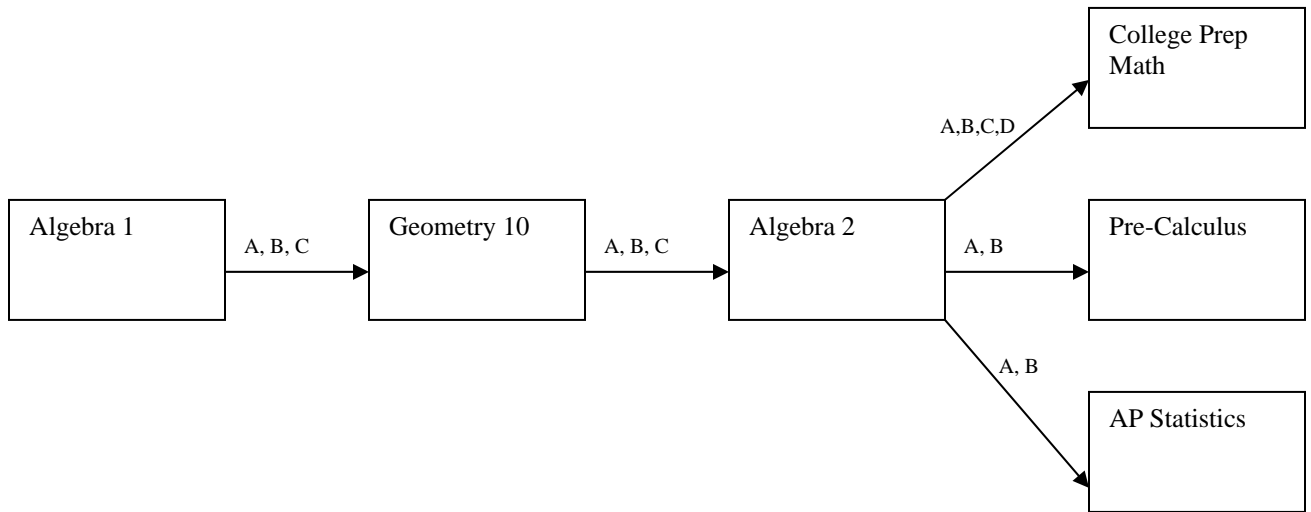 College Prep
Math
A,B,C,D
Algebra 1
A, B, C
Geometry 10
A, B, C
Algebra 2
A, B
Pre-Calculus
A, B
AP Statistics